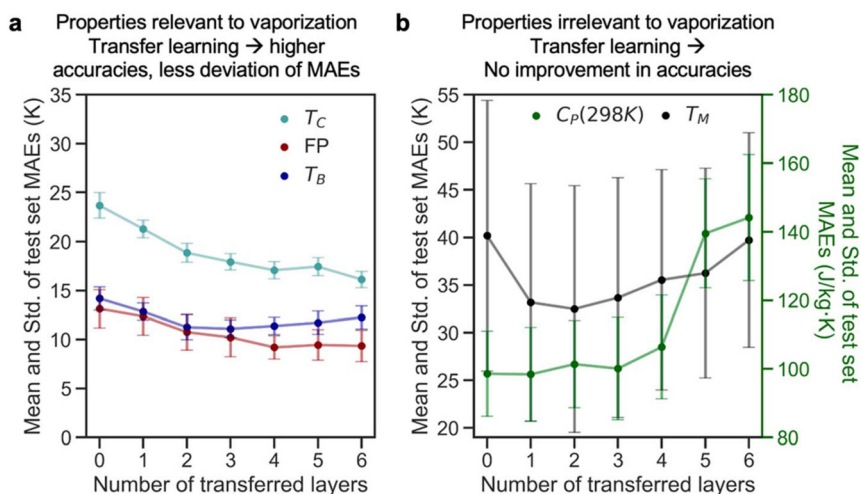 a
Properties relevant to vaporization
Transfer learning → higher
accuracies, less deviation of MAEs
Mean and Std. of test set MAEs (K)
35
30
25
20
15
10
5
0
T_C
FP
T_B
0 1 2 3 4 5 6
Number of transferred layers
b
Properties irrelevant to vaporization
Transfer learning →
No improvement in accuracies
Mean and Std. of test set MAEs (K)
55
50
45
40
35
30
25
20
C_P(298K)
T_M
180
160
140
120
100
80
Mean and Std. of test set
MAEs (J/kg·K)
0 1 2 3 4 5 6
Number of transferred layers